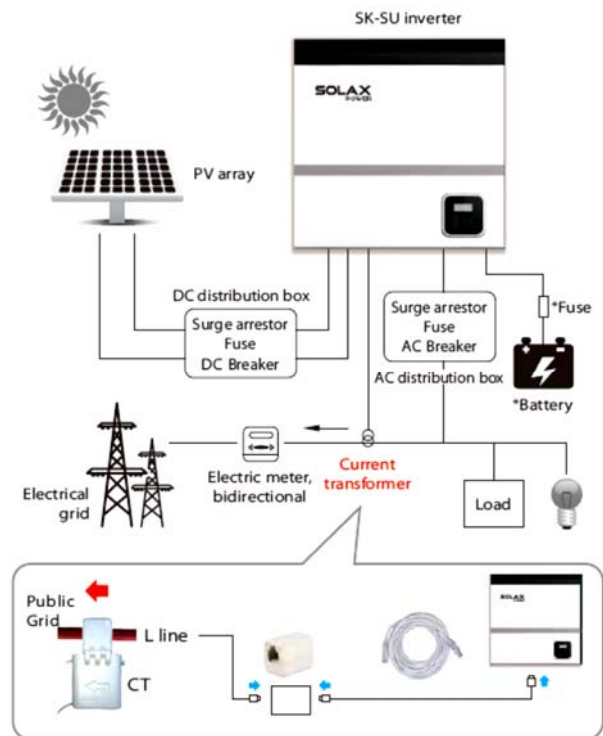 SK-SU inverter
SOLAX
POWER
PV array
DC distribution box
Surge arrestor
Fuse
DC Breaker
Surge arrestor
Fuse
AC Breaker
AC distribution box
*Fuse
*Battery
Electrical
grid
Electric meter,
bidirectional
Current
transformer
Load
Public
Grid
L line
CT
SOLAX